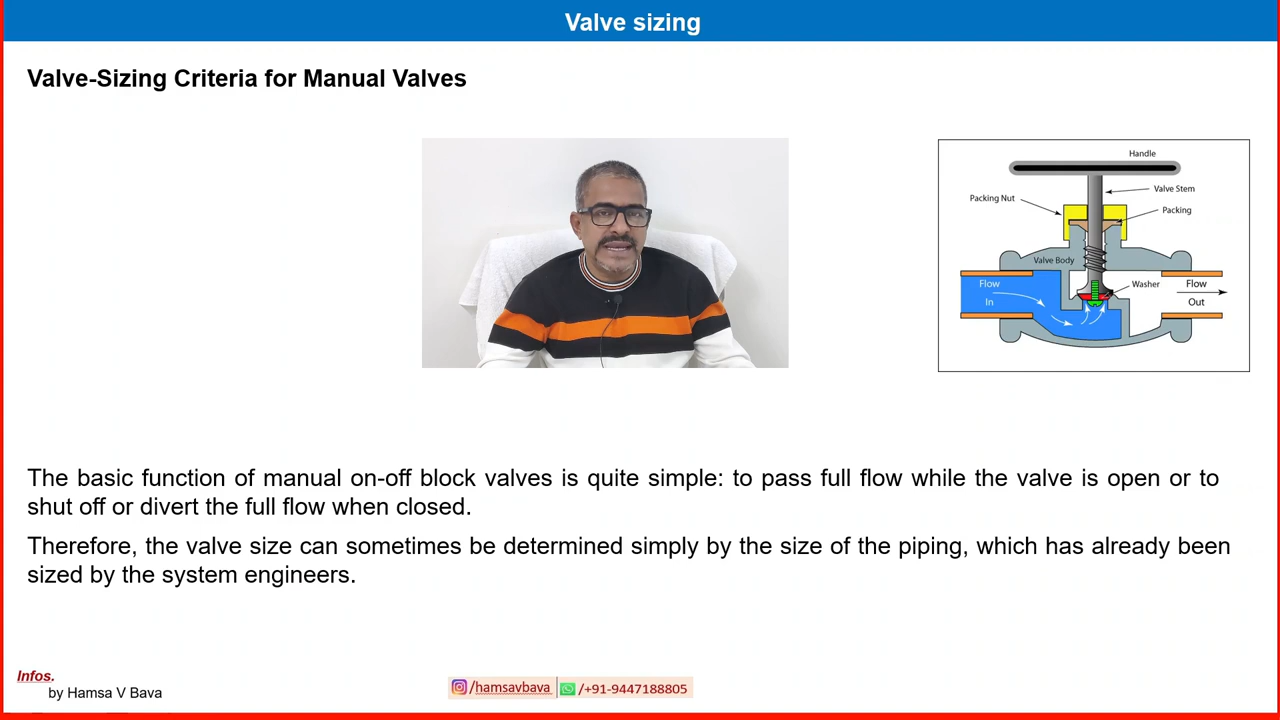 Valve sizing
Valve-Sizing Criteria for Manual Valves
Handle
Valve Stem
Packing Nut
Packing
Valve Body
Washer
Flow
In
Flow
Out
The basic function of manual on-off block valves is quite simple: to pass full flow while the valve is open or to
shut off or divert the full flow when closed.
Therefore, the valve size can sometimes be determined simply by the size of the piping, which has already been
sized by the system engineers.
Infos.
by Hamsa V Bava
/hamsavbava
/+91-9447188805